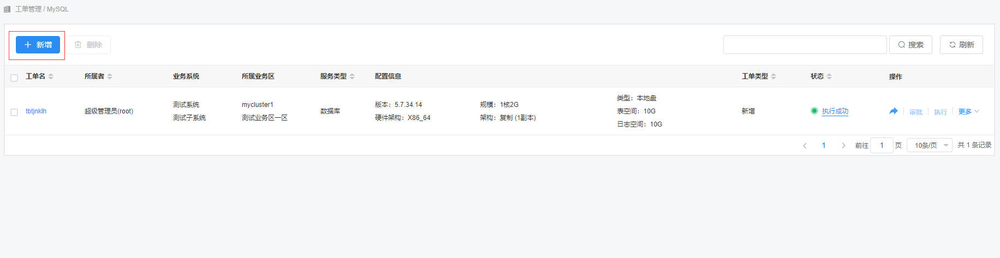 工单管理 / MySQL
新增
删除
搜索
刷新
工单名 所属者 业务系统 所属业务区 服务类型 配置信息 工单类型 状态 操作
tbtjnklh
超级管理员(root)
测试系统
测试子系统
mycluster1
测试业务区一区
数据库
版本：5.7.34.14
硬件架构：X86_64
规模：1核2G
架构：复制 (1副本)
类型：本地盘
表空间：10G
日志空间：10G
新增
执行成功
审批 执行 更多
1 前往 1 页 10条/页 共 1 条记录